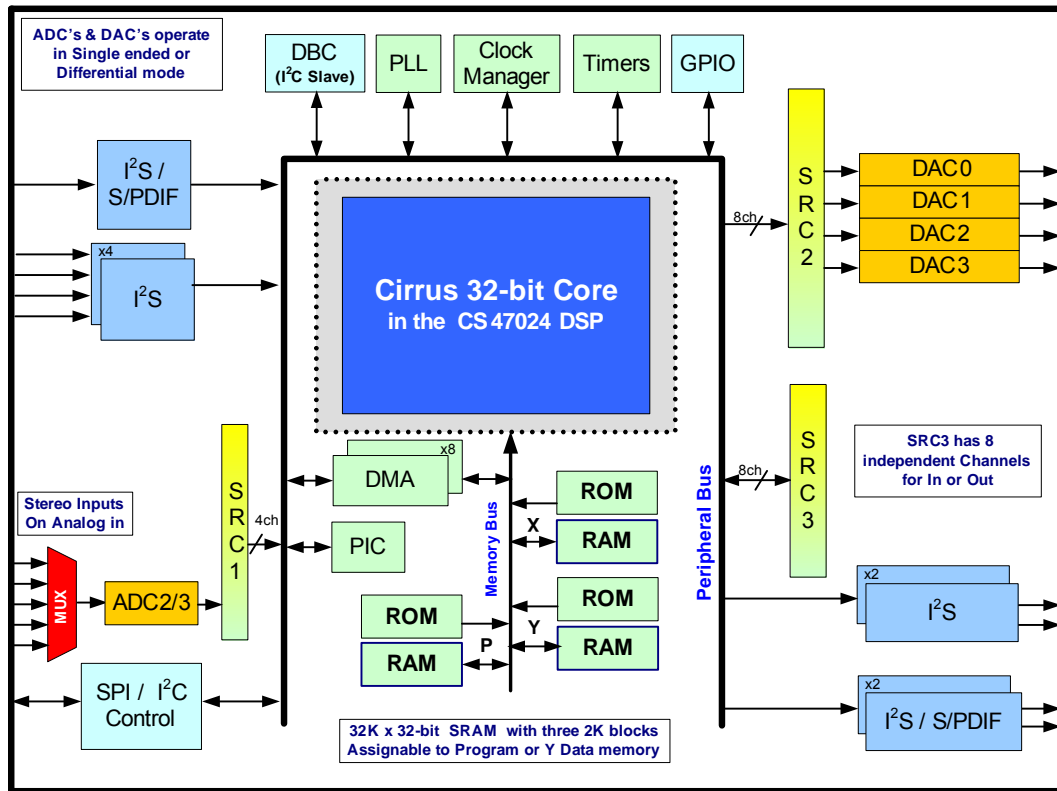 ADC's & DAC's operate
in Single ended or
Differential mode
DBC
(I²C Slave)
PLL
Clock
Manager
Timers
GPIO
I²S /
S/PDIF
x4
I²S
Cirrus 32-bit Core
in the CS47024 DSP
8ch
SRC2
DAC0
DAC1
DAC2
DAC3
Stereo Inputs
On Analog in
MUX
ADC2/3
SRC1
4ch
x8
DMA
PIC
Memory Bus
ROM
X
RAM
ROM
Y
RAM
ROM
P
RAM
Peripheral Bus
8ch
SRC3
SRC3 has 8
independent Channels
for In or Out
x2
I²S
x2
I²S / S/PDIF
SPI / I²C
Control
32K x 32-bit SRAM with three 2K blocks
Assignable to Program or Y Data memory